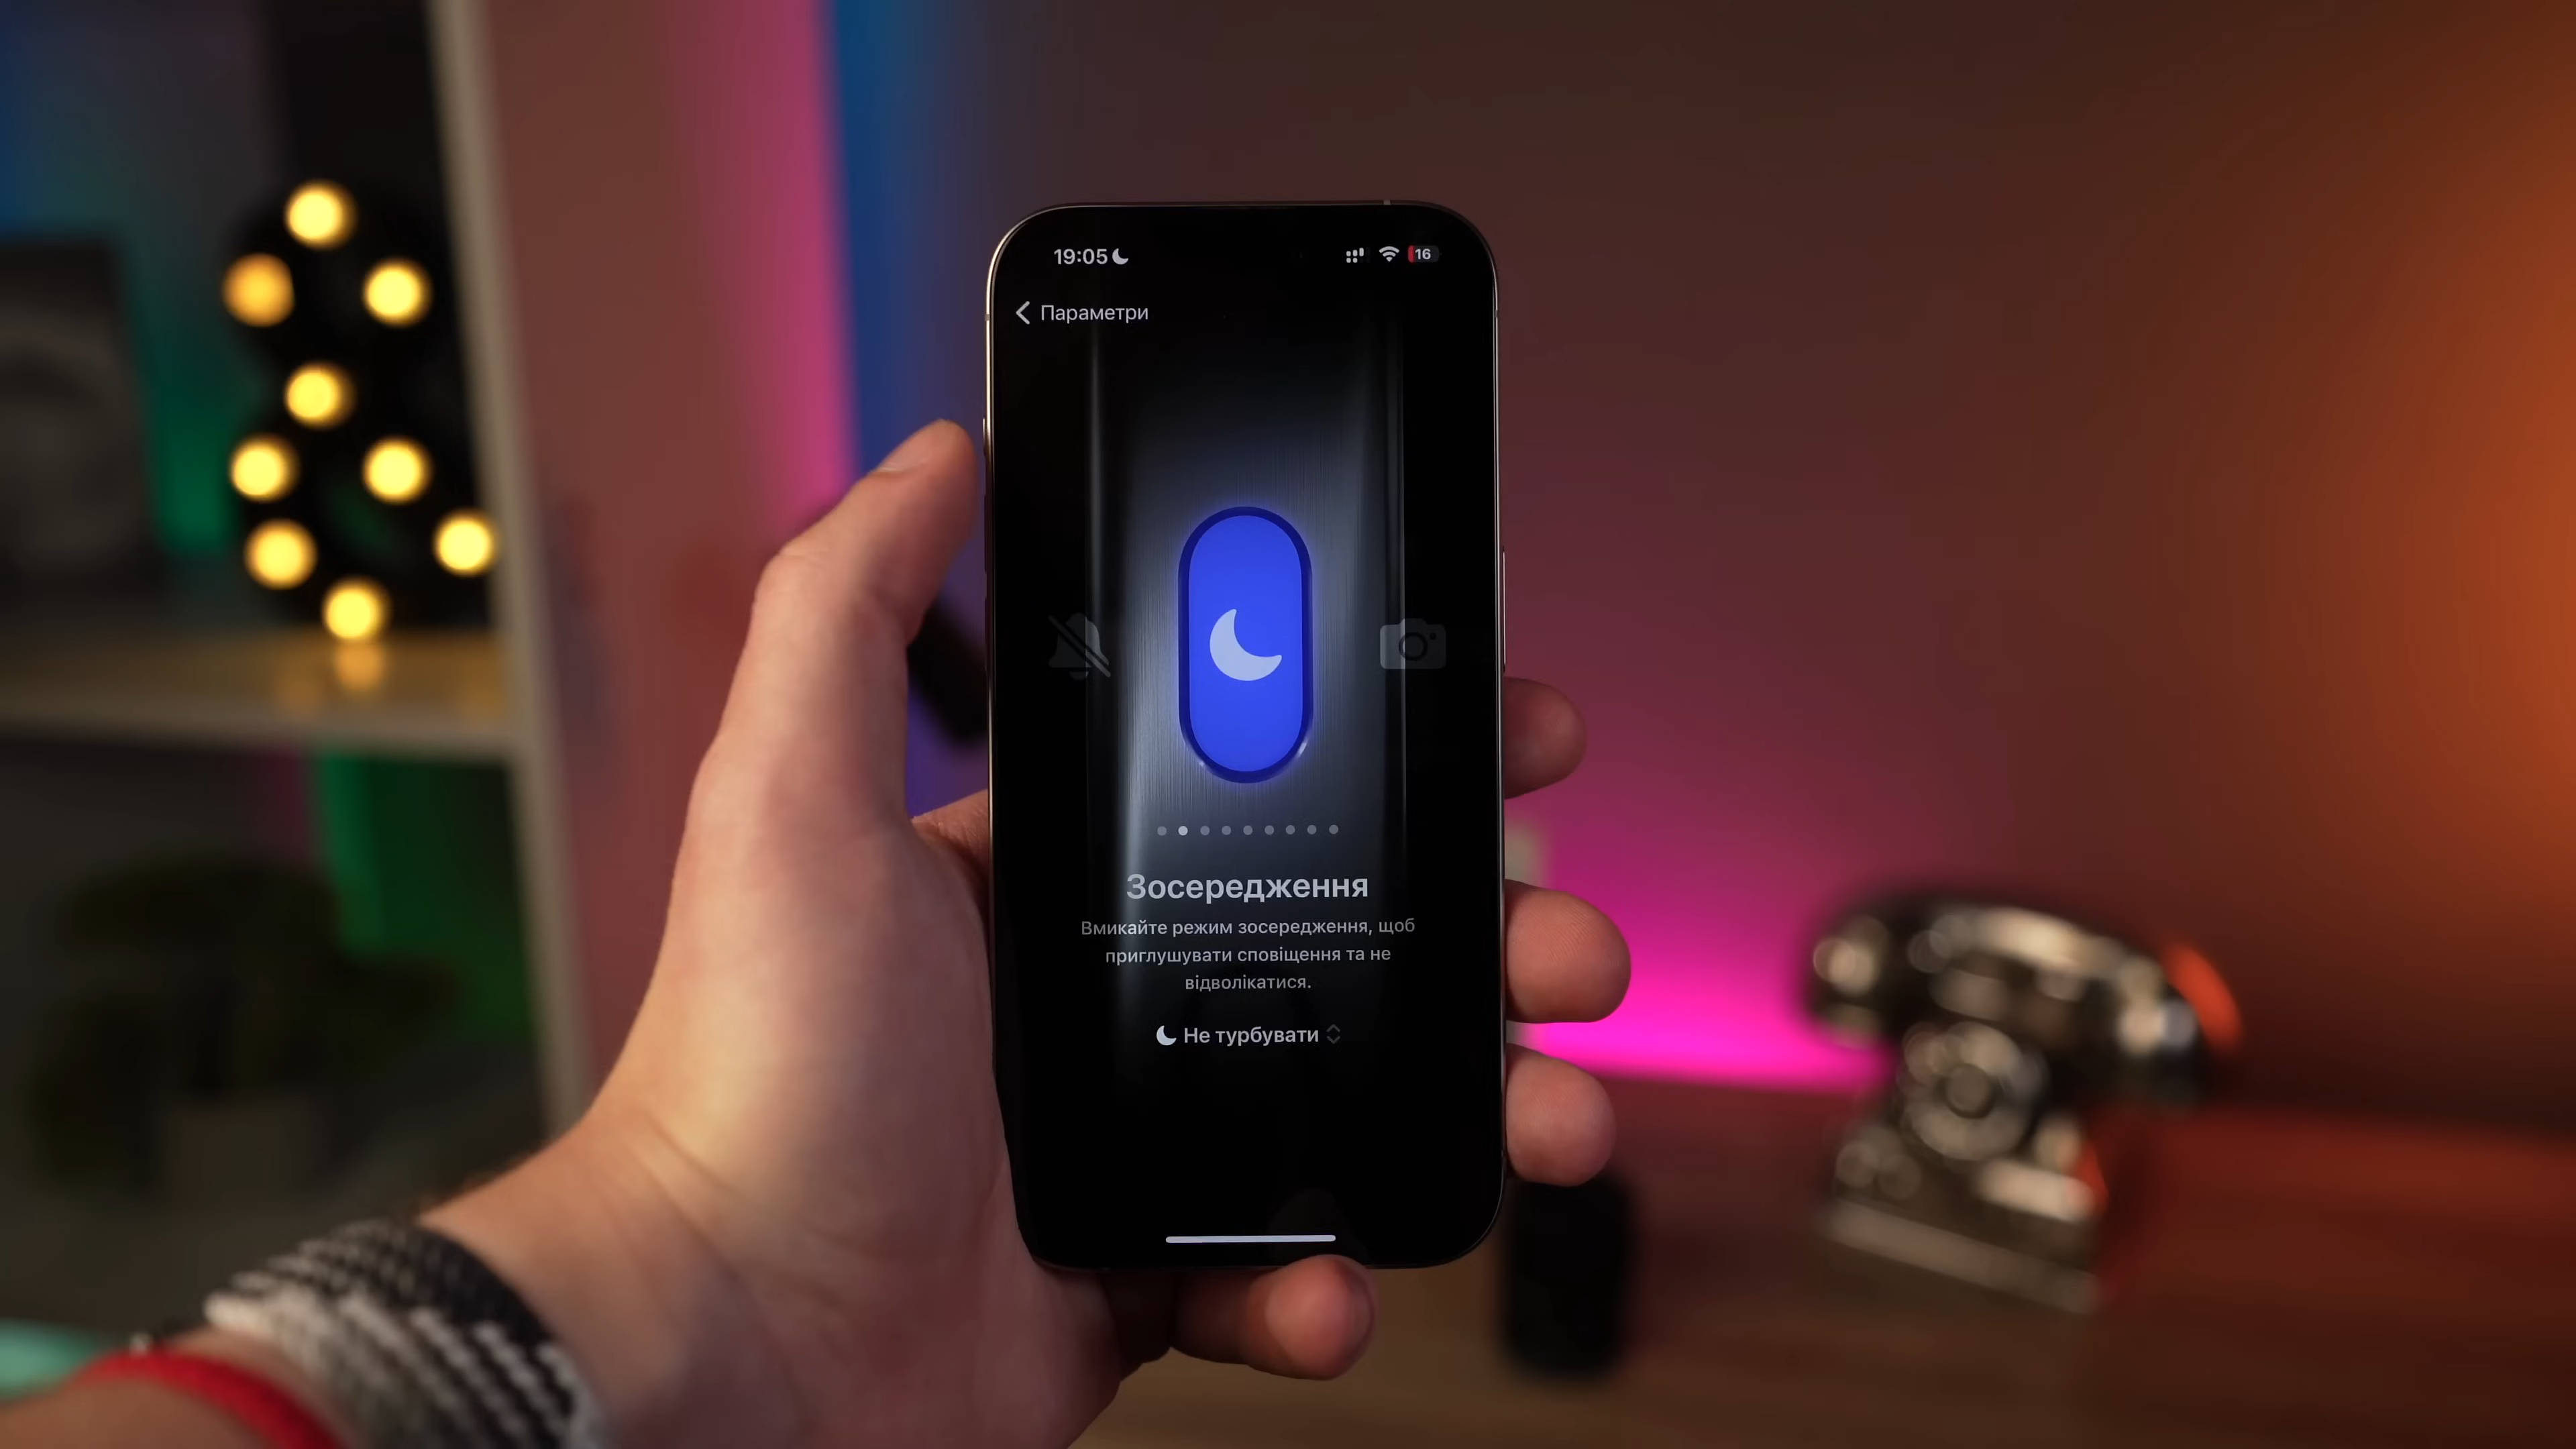 19:05
16
Параметри
Зосередження
Вмикайте режим зосередження, щоб
приглушувати сповіщення та не
відволікатися.
Не турбувати